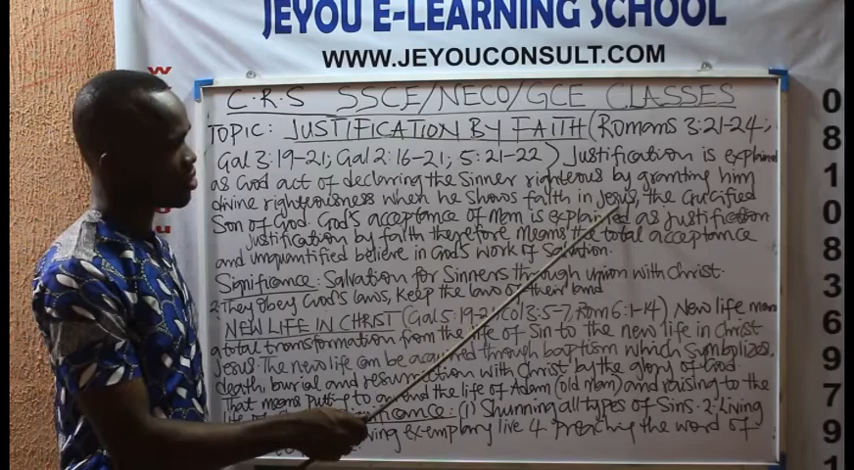 JEYOU E-LEARNING SCHOOL
WWW.JEYOUCONSULT.COM
C.R.S SSCE/NECO/GCE CLASSES
TOPIC: JUSTIFICATION BY FAITH (Romans 3:21-24;
Gal 3:19-21; Gal 2:16-21; 5:21-22) Justification is explained
as God act of declaring the Sinner righteous by granting him
divine righteousness when he shows faith in Jesus, the Crucified
Son of God. God's acceptance of Man is explained as justification
justification by faith therefore means the total acceptance
and unquantified believe in God's work of Salvation.
Significance: Salvation for Sinners through union with Christ.
2. They obey God's laws, keep the laws of their land
NEW LIFE IN CHRIST (Gal 5:19-21, Col 3:5-7, Rom 6:1-14) New life
a total transformation from the life of Sin to the new life in Christ
Jesus. The new life can be acquired through baptism which Symbolizes
death, burial and resurrection with Christ by the glory of God.
That means putting to an end the life of Adam (old man) and raising to the
life of (1) Shunning all types of Sins. 2. Living
exemplary live 4. Preaching the word of
0
8
1
0
8
3
6
9
7
9
1